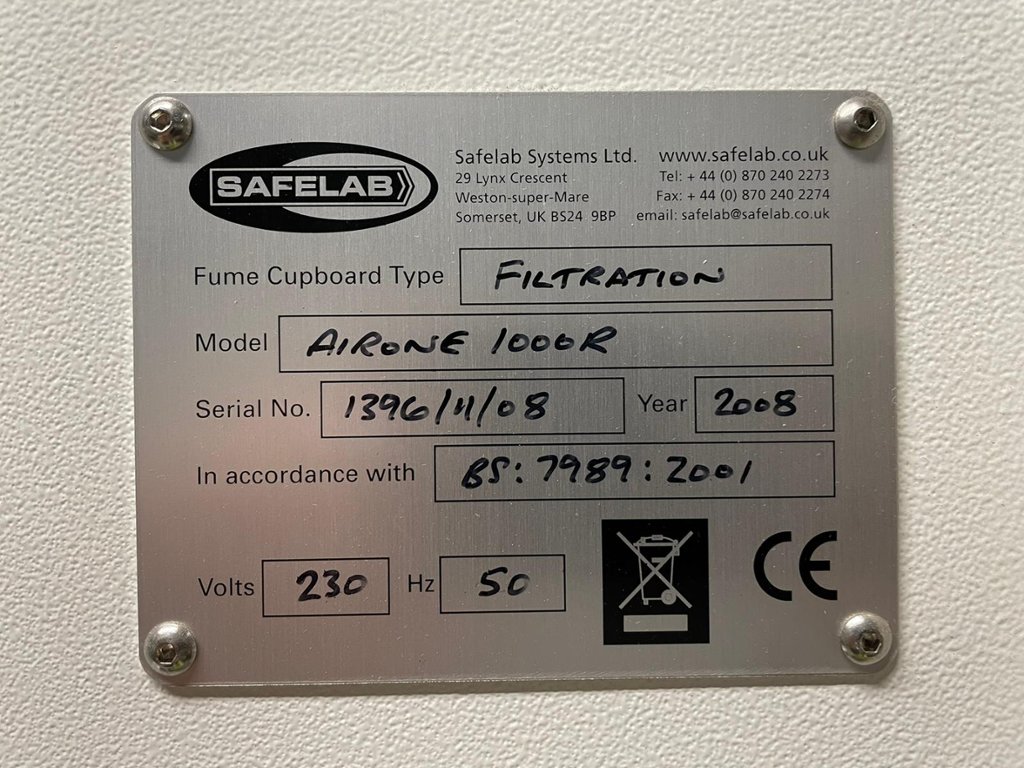 SAFELAB
Safelab Systems Ltd. www.safelab.co.uk
29 Lynx Crescent Tel: + 44 (0) 870 240 2273
Weston-super-Mare Fax: + 44 (0) 870 240 2274
Somerset, UK BS24 9BP email: safelab@safelab.co.uk
Fume Cupboard Type FILTRATION
Model AIRONE 1000R
Serial No. 1396/11/08 Year 2008
In accordance with BS: 7989: 2001
Volts 230 Hz 50 CE